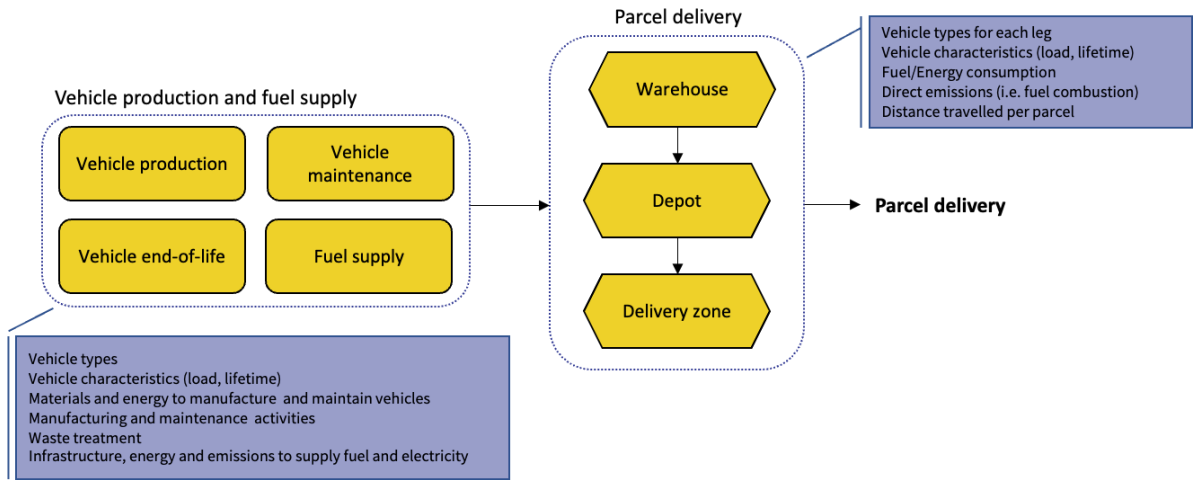 Parcel delivery
Vehicle types for each leg
Vehicle characteristics (load, lifetime)
Fuel/Energy consumption
Direct emissions (i.e. fuel combustion)
Distance travelled per parcel
Warehouse
Vehicle production and fuel supply
Vehicle production
Vehicle
maintenance
Depot
Parcel delivery
Vehicle end-of-life
Fuel supply
Delivery zone
Vehicle types
Vehicle characteristics (load, lifetime)
Materials and energy to manufacture and maintain vehicles
Manufacturing and maintenance activities
Waste treatment
Infrastructure, energy and emissions to supply fuel and electricity